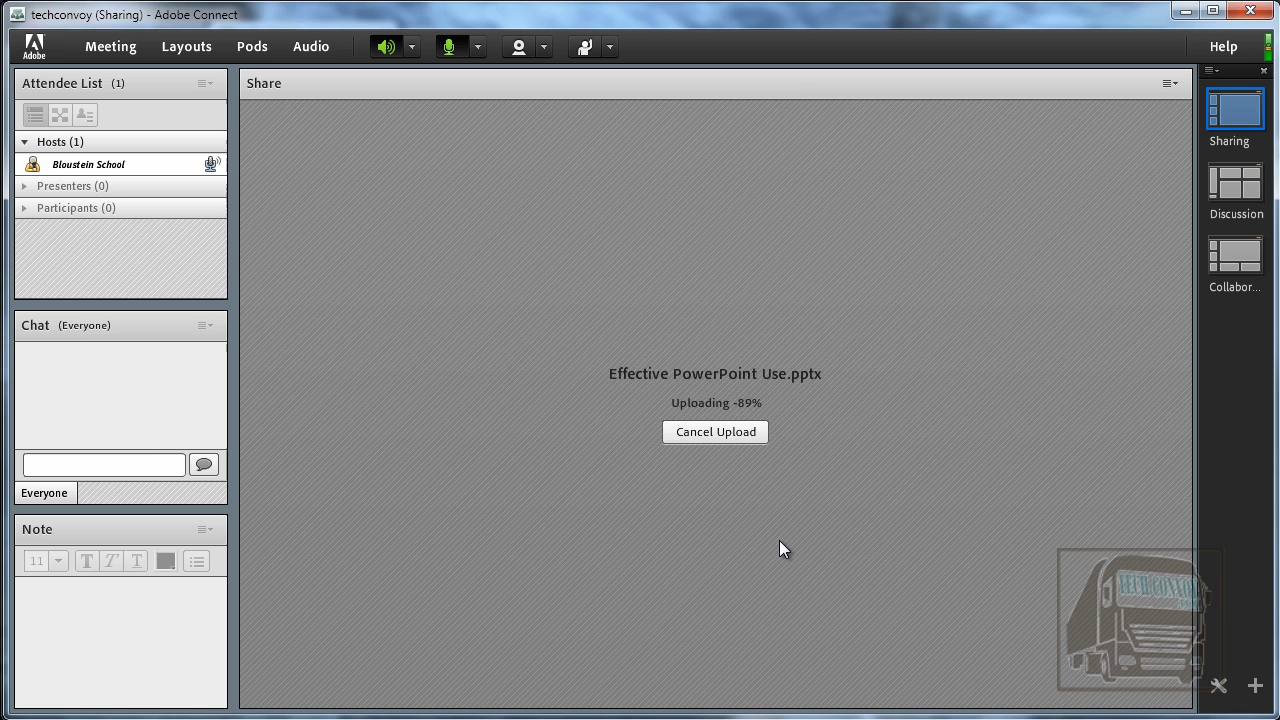 techconvoy (Sharing) - Adobe Connect
Adobe
Meeting
Layouts
Pods
Audio
Help
Attendee List (1)
Hosts (1)
Bloustein School
Presenters (0)
Participants (0)
Chat (Everyone)
Everyone
Note
11
T T T
Share
Effective PowerPoint Use.pptx
Uploading -89%
Cancel Upload
Sharing
Discussion
Collabor...
TECH CONVOY